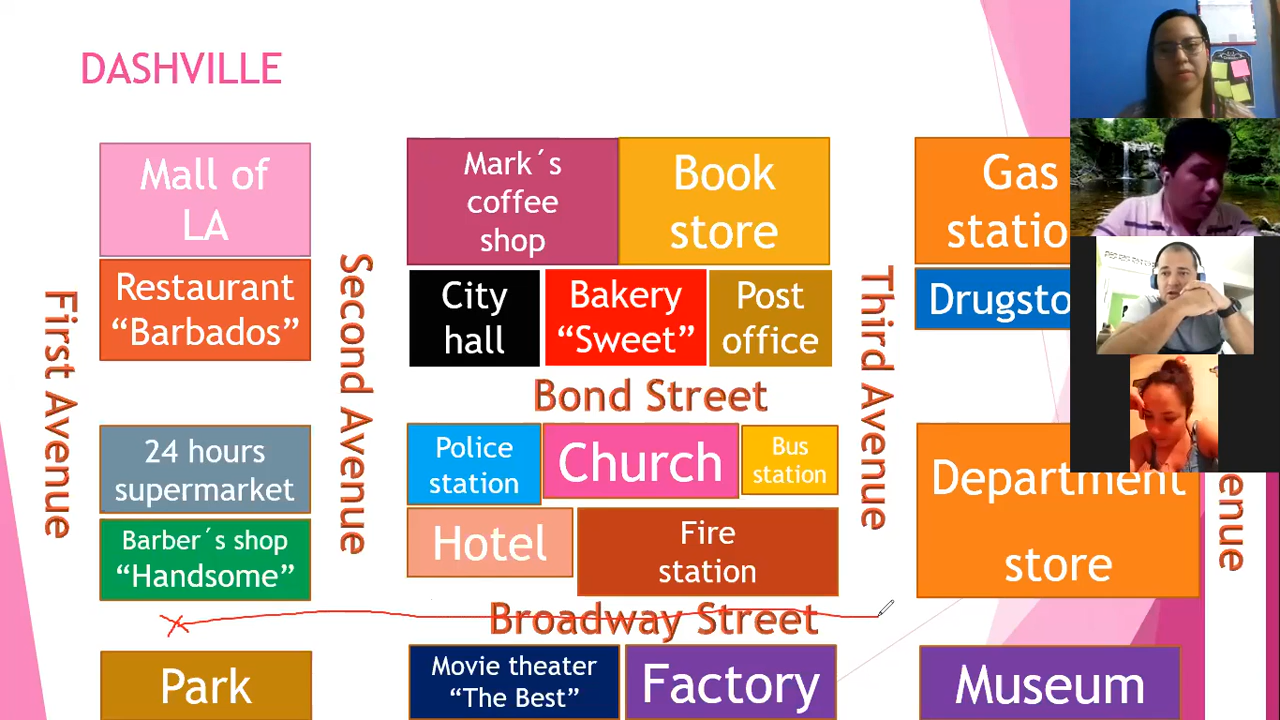 DASHVILLE
Mall of
LA
Restaurant
“Barbados”
Mark´s
coffee
shop
Book
store
Gas
statio
City
hall
Bakery
“Sweet”
Post
office
Drugsto
First Avenue
Second Avenue
Third Avenue
Bond Street
24 hours
supermarket
Barber´s shop
“Handsome”
Police
station
Church
Bus
station
Hotel
Fire
station
Department
store
enue
Broadway Street
Park
Movie theater
“The Best”
Factory
Museum